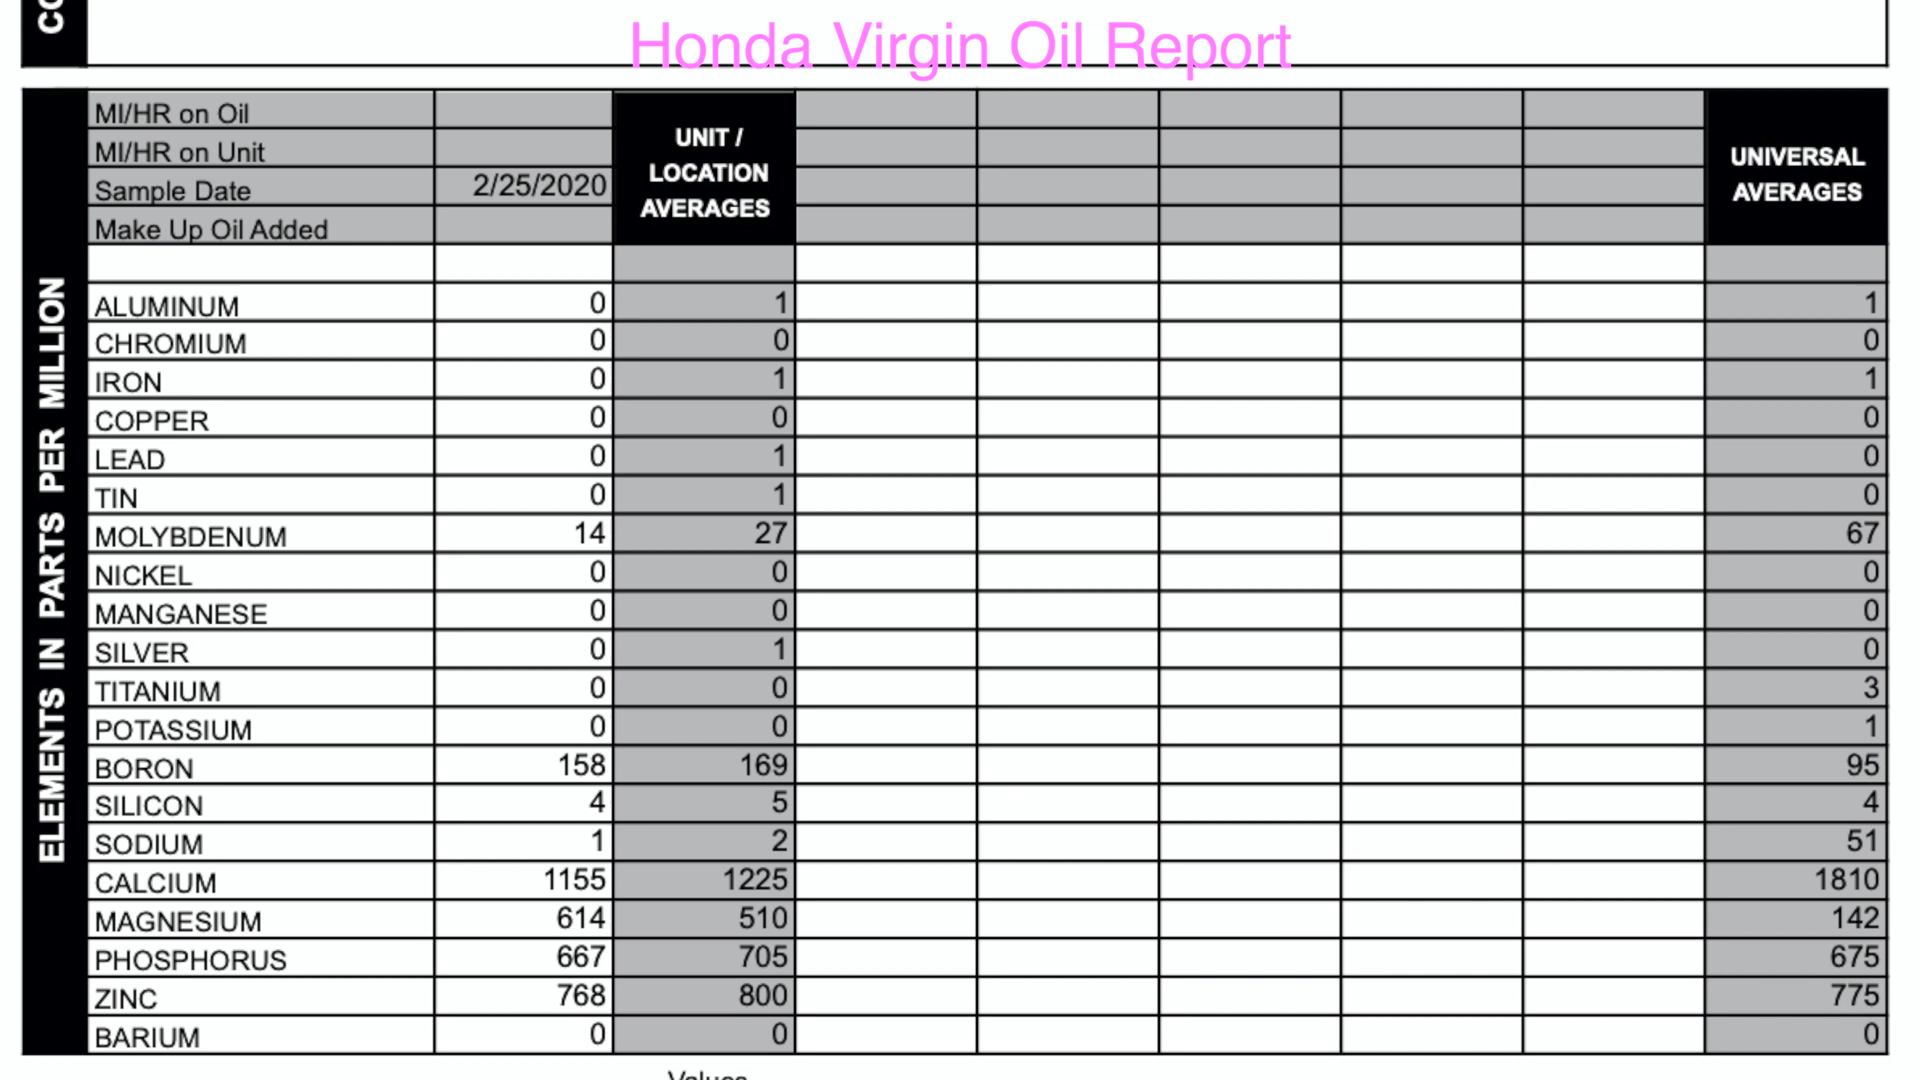 CO
Honda Virgin Oil Report
MI/HR on Oil
MI/HR on Unit
Sample Date 2/25/2020
Make Up Oil Added
UNIT /
LOCATION
AVERAGES
UNIVERSAL
AVERAGES
ELEMENTS IN PARTS PER MILLION
ALUMINUM 0 1 1
CHROMIUM 0 0 0
IRON 0 1 1
COPPER 0 0 0
LEAD 0 1 0
TIN 0 1 0
MOLYBDENUM 14 27 67
NICKEL 0 0 0
MANGANESE 0 0 0
SILVER 0 1 0
TITANIUM 0 0 3
POTASSIUM 0 0 1
BORON 158 169 95
SILICON 4 5 4
SODIUM 1 2 51
CALCIUM 1155 1225 1810
MAGNESIUM 614 510 142
PHOSPHORUS 667 705 675
ZINC 768 800 775
BARIUM 0 0 0
Values